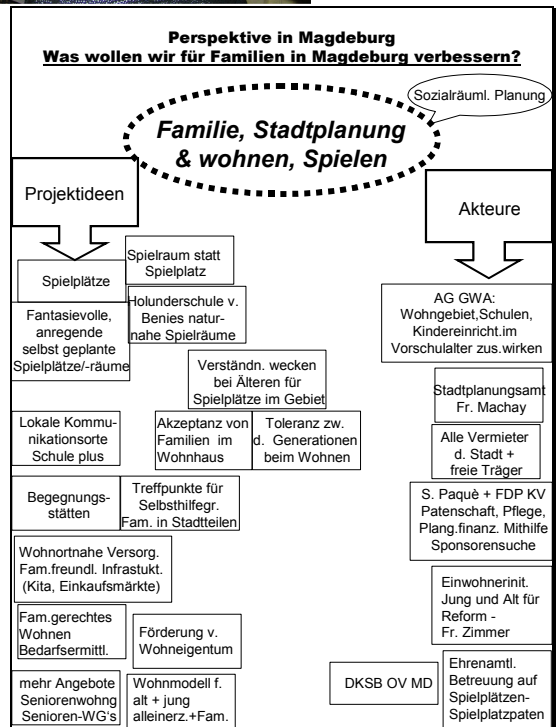 Perspektive in Magdeburg
Was wollen wir für Familien in Magdeburg verbessern?
Sozialräuml. Planung
Familie, Stadtplanung
& wohnen, Spielen
Projektideen
Akteure
Spielraum statt
Spielplatz
Spielplätze
Holunderschule v.
Benies natur-
nahe Spielräume
Fantasievolle,
anregende
selbst geplante
Spielplätze/-räume
Verständn. wecken
bei Älteren für
Spielplätze im Gebiet
Lokale Kommu-
nikationsorte
Schule plus
Akzeptanz von
Familien im
Wohnhaus
Toleranz zw.
d. Generationen
beim Wohnen
Begegnungs-
stätten
Treffpunkte für
Selbsthilfegr.
Fam. in Stadtteilen
Wohnortnahe Versorg.
Fam.freundl. Infrastukt.
(Kita, Einkaufsmärkte)
Fam.gerechtes
Wohnen
Bedarfsermittl.
Förderung v.
Wohneigentum
mehr Angebote
Seniorenwohng
Senioren-WG's
Wohnmodell f.
alt + jung
alleinerz.+Fam.
AG GWA:
Wohngebiet,Schulen,
Kindereinricht.im
Vorschulalter zus.wirken
Stadtplanungsamt
Fr. Machay
Alle Vermieter
d. Stadt +
freie Träger
S. Paquè + FDP KV
Patenschaft, Pflege,
Plang.finanz. Mithilfe
Sponsorensuche
Einwohnerinit.
Jung und Alt für
Reform -
Fr. Zimmer
DKSB OV MD
Ehrenamtl.
Betreuung auf
Spielplätzen-
Spielplatzpaten